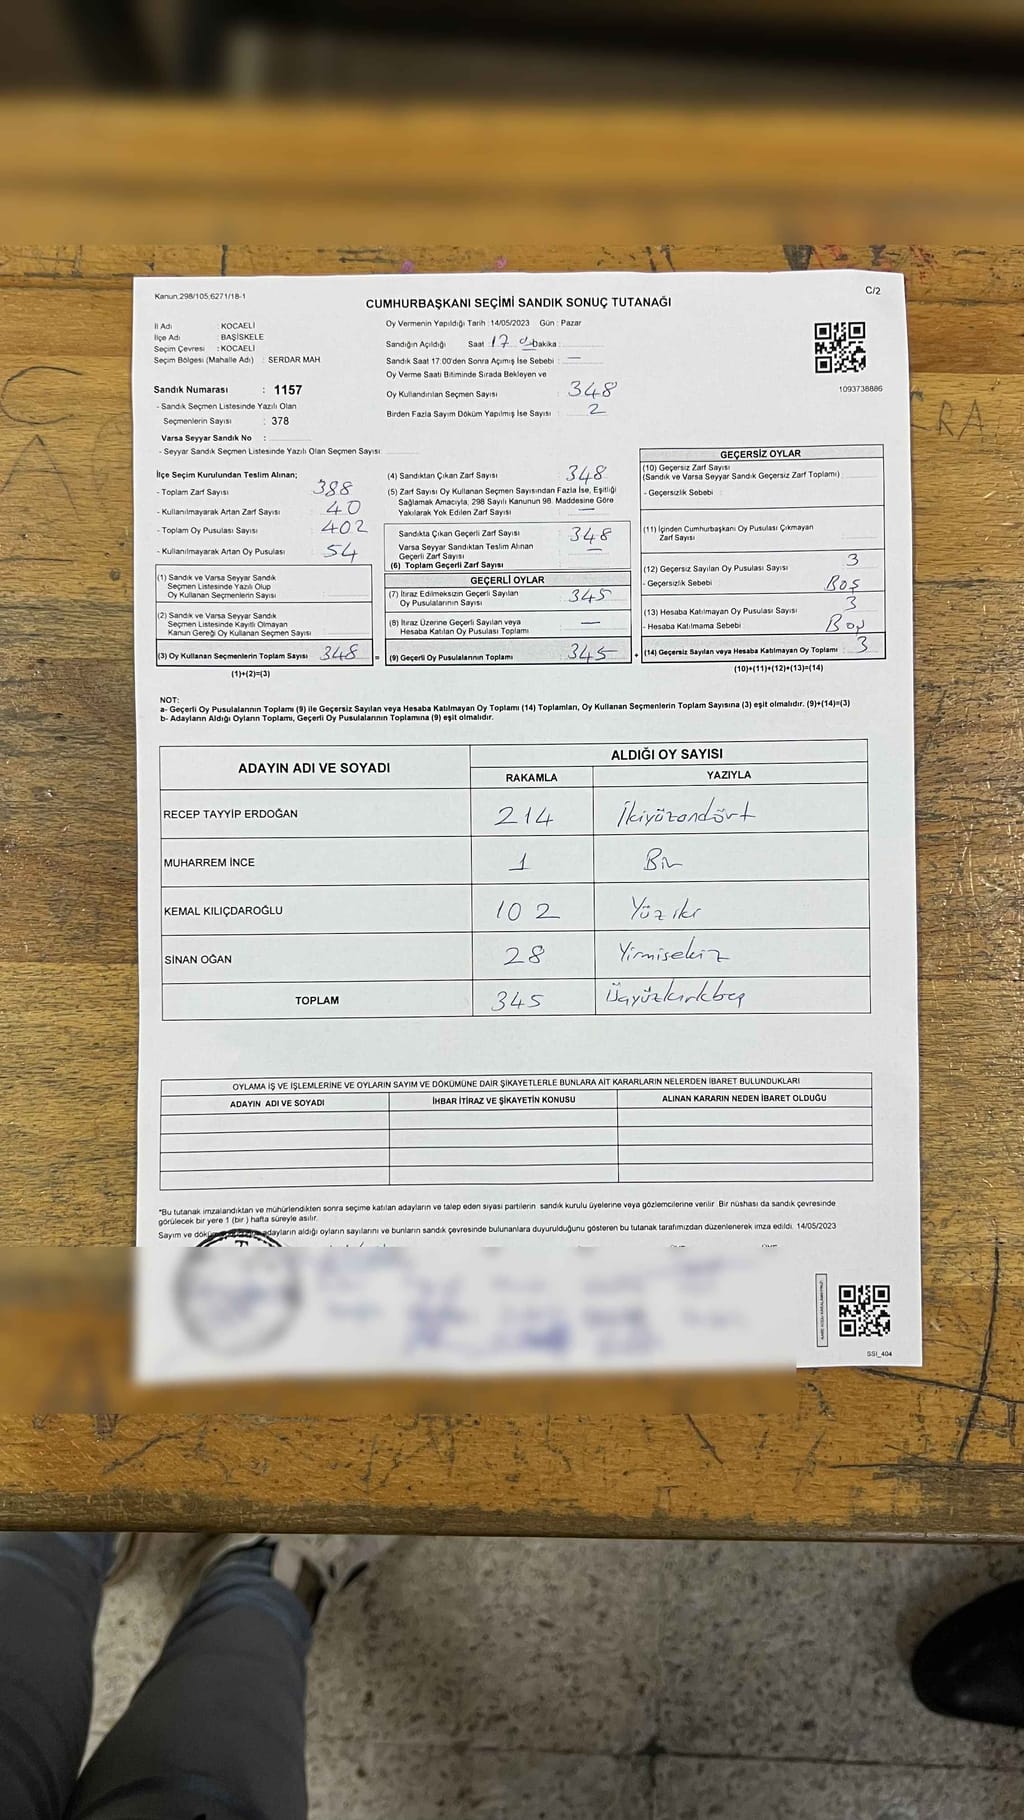 Kanun.298/105,6271/18-1
C/2
CUMHURBAŞKANI SEÇİMİ SANDIK SONUÇ TUTANAĞI
İl Adı : KOCAELİ
İlçe Adı : BAŞİSKELE
Seçim Çevresi : KOCAELİ
Seçim Bölgesi (Mahalle Adı) : SERDAR MAH
Oy Vermenin Yapıldığı Tarih :14/05/2023 Gün : Pazar
Sandığın Açıldığı Saat : 17 Dakika :
Sandık Saat 17.00'den Sonra Açımış İse Sebebi : —
Oy Verme Saati Bitiminde Sırada Bekleyen ve
Oy Kullandırılan Seçmen Sayısı : 348
Birden Fazla Sayım Döküm Yapılmış İse Sayısı : 2
1093738886
Sandık Numarası : 1157
- Sandık Seçmen Listesinde Yazılı Olan
Seçmenlerin Sayısı : 378
Varsa Seyyar Sandık No :
- Seyyar Sandık Seçmen Listesinde Yazılı Olan Seçmen Sayısı:
İlçe Seçim Kurulundan Teslim Alınan;
- Toplam Zarf Sayısı : 388
- Kullanılmayarak Artan Zarf Sayısı : 40
- Toplam Oy Pusulası Sayısı : 402
- Kullanılmayarak Artan Oy Pusulası : 54
(1) Sandık ve Varsa Seyyar Sandık
Seçmen Listesinde Yazılı Olup
Oy Kullanan Seçmenlerin Sayısı :
(2) Sandık ve Varsa Seyyar Sandık
Seçmen Listesinde Kayıtlı Olmayan
Kanun Gereği Oy Kullanan Seçmen Sayısı :
(3) Oy Kullanan Seçmenlerin Toplam Sayısı : 348
(1)+(2)=(3)
(4) Sandıktan Çıkan Zarf Sayısı : 348
(5) Zarf Sayısı Oy Kullanan Seçmen Sayısından Fazla İse, Eşitliği
Sağlamak Amacıyla, 298 Sayılı Kanunun 98. Maddesine Göre
Yakılarak Yok Edilen Zarf Sayısı : —
Sandıkta Çıkan Geçerli Zarf Sayısı : 348
Varsa Seyyar Sandıktan Teslim Alınan
Geçerli Zarf Sayısı : —
(6) Toplam Geçerli Zarf Sayısı :
GEÇERLİ OYLAR
(7) İtiraz Edilmeksizin Geçerli Sayılan
Oy Pusulalarının Sayısı : 345
(8) İtiraz Üzerine Geçerli Sayılan veya
Hesaba Katılan Oy Pusulası Toplamı : —
= (9) Geçerli Oy Pusulalarının Toplamı : 345
GEÇERSİZ OYLAR
(10) Geçersiz Zarf Sayısı
(Sandık ve Varsa Seyyar Sandık Geçersiz Zarf Toplamı) :
- Geçersizlik Sebebi :
(11) İçinden Cumhurbaşkanı Oy Pusulası Çıkmayan
Zarf Sayısı :
(12) Geçersiz Sayılan Oy Pusulası Sayısı : 3
- Geçersizlik Sebebi : Boş
(13) Hesaba Katılmayan Oy Pusulası Sayısı : 3
- Hesaba Katılmama Sebebi : Boş
+ (14) Geçersiz Sayılan veya Hesaba Katılmayan Oy Toplamı : 3
(10)+(11)+(12)+(13)=(14)
NOT:
a- Geçerli Oy Pusulalarının Toplamı (9) ile Geçersiz Sayılan veya Hesaba Katılmayan Oy Toplamı (14) Toplamları, Oy Kullanan Seçmenlerin Toplam Sayısına (3) eşit olmalıdır. (9)+(14)=(3)
b- Adayların Aldığı Oyların Toplamı, Geçerli Oy Pusulalarının Toplamına (9) eşit olmalıdır.
ADAYIN ADI VE SOYADI
ALDIĞI OY SAYISI
RAKAMLA YAZIYLA
RECEP TAYYİP ERDOĞAN 214 İkiyüzondört
MUHARREM İNCE 1 Bir
KEMAL KILIÇDAROĞLU 102 Yüziki
SİNAN OĞAN 28 Yirmisekiz
TOPLAM 345 Üçyüzkırkbeş
OYLAMA İŞ VE İŞLEMLERİNE VE OYLARIN SAYIM VE DÖKÜMÜNE DAİR ŞİKAYETLERLE BUNLARA AİT KARARLARIN NELERDEN İBARET BULUNDUKLARI
ADAYIN ADI VE SOYADI İHBAR İTİRAZ VE ŞİKAYETİN KONUSU ALINAN KARARIN NEDEN İBARET OLDUĞU
*Bu tutanak imzalandıktan ve mühürlendikten sonra seçime katılan adayların ve talep eden siyasi partilerin sandık kurulu üyelerine veya gözlemcilerine verilir. Bir nüshası da sandık çevresinde
görülecek bir yere 1 (bir ) hafta süreyle asılır.
Sayım ve adayların aldığı oyların sayılarını ve bunların sandık çevresinde bulunanlara duyurulduğunu gösteren bu tutanak tarafımızdan düzenlenerek imza edildi. 14/05/2023
SSI_404
RA